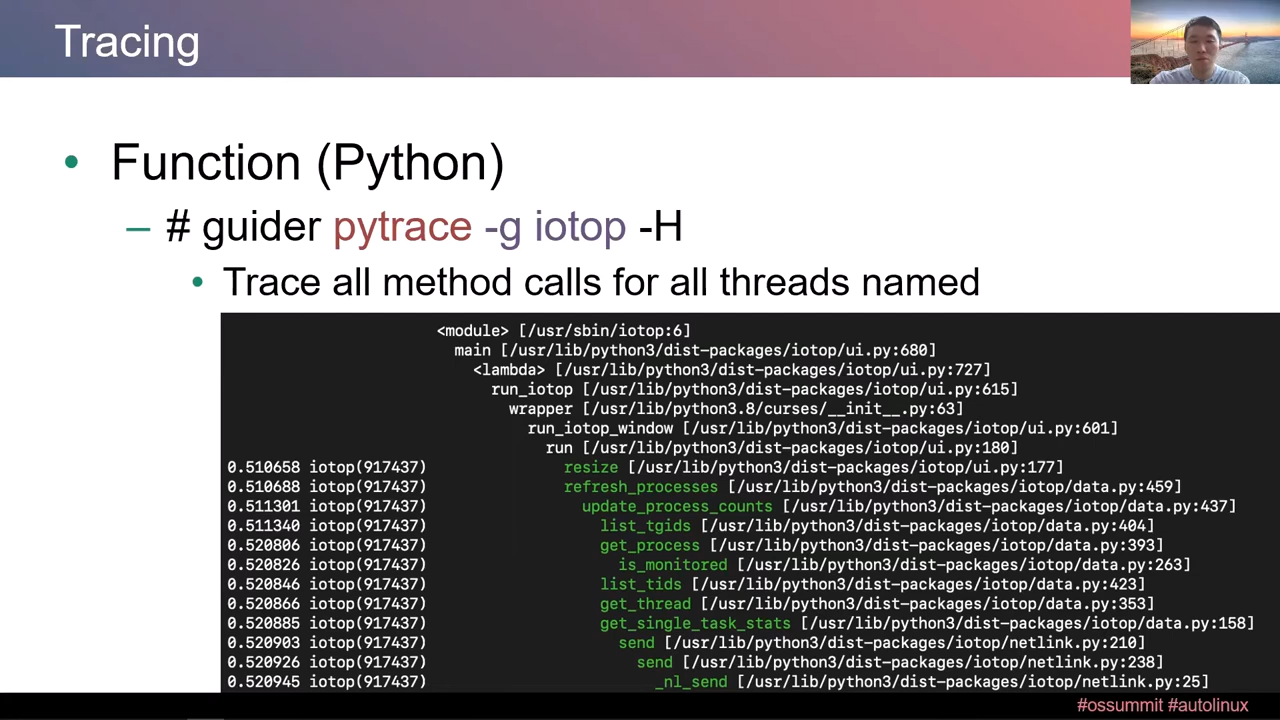 Tracing
• Function (Python)
– # guider pytrace -g iotop -H
• Trace all method calls for all threads named
<module> [/usr/sbin/iotop:6]
main [/usr/lib/python3/dist-packages/iotop/ui.py:680]
<lambda> [/usr/lib/python3/dist-packages/iotop/ui.py:727]
run_iotop [/usr/lib/python3/dist-packages/iotop/ui.py:615]
wrapper [/usr/lib/python3.8/curses/__init__.py:63]
run_iotop_window [/usr/lib/python3/dist-packages/iotop/ui.py:601]
run [/usr/lib/python3/dist-packages/iotop/ui.py:180]
0.510658 iotop(917437) resize [/usr/lib/python3/dist-packages/iotop/ui.py:177]
0.510688 iotop(917437) refresh_processes [/usr/lib/python3/dist-packages/iotop/data.py:459]
0.511301 iotop(917437) update_process_counts [/usr/lib/python3/dist-packages/iotop/data.py:437]
0.511340 iotop(917437) list_tgids [/usr/lib/python3/dist-packages/iotop/data.py:404]
0.520806 iotop(917437) get_process [/usr/lib/python3/dist-packages/iotop/data.py:393]
0.520826 iotop(917437) is_monitored [/usr/lib/python3/dist-packages/iotop/data.py:263]
0.520846 iotop(917437) list_tids [/usr/lib/python3/dist-packages/iotop/data.py:423]
0.520866 iotop(917437) get_thread [/usr/lib/python3/dist-packages/iotop/data.py:353]
0.520885 iotop(917437) get_single_task_stats [/usr/lib/python3/dist-packages/iotop/data.py:158]
0.520903 iotop(917437) send [/usr/lib/python3/dist-packages/iotop/netlink.py:210]
0.520926 iotop(917437) send [/usr/lib/python3/dist-packages/iotop/netlink.py:238]
0.520945 iotop(917437) _nl_send [/usr/lib/python3/dist-packages/iotop/netlink.py:25]
#ossummit #autolinux